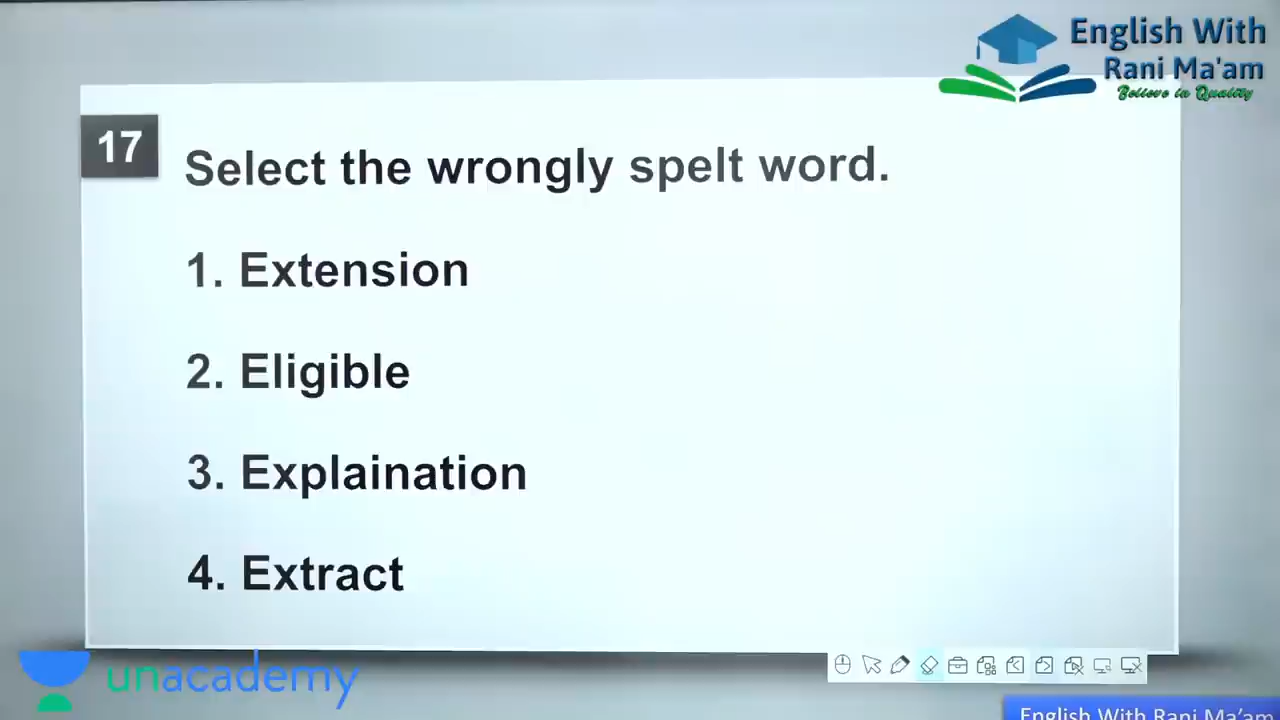 English With
Rani Ma'am
Believe in Quality
17
Select the wrongly spelt word.
1. Extension
2. Eligible
3. Explaination
4. Extract
unacademy
English With Rani Ma'am